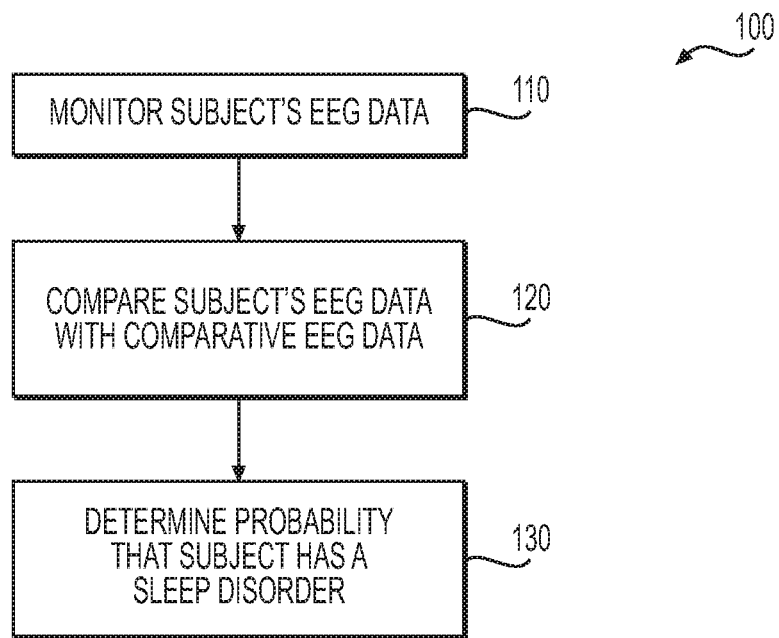 100
MONITOR SUBJECT'S EEG DATA
110
COMPARE SUBJECT'S EEG DATA
WITH COMPARATIVE EEG DATA
120
DETERMINE PROBABILITY
THAT SUBJECT HAS A
SLEEP DISORDER
130